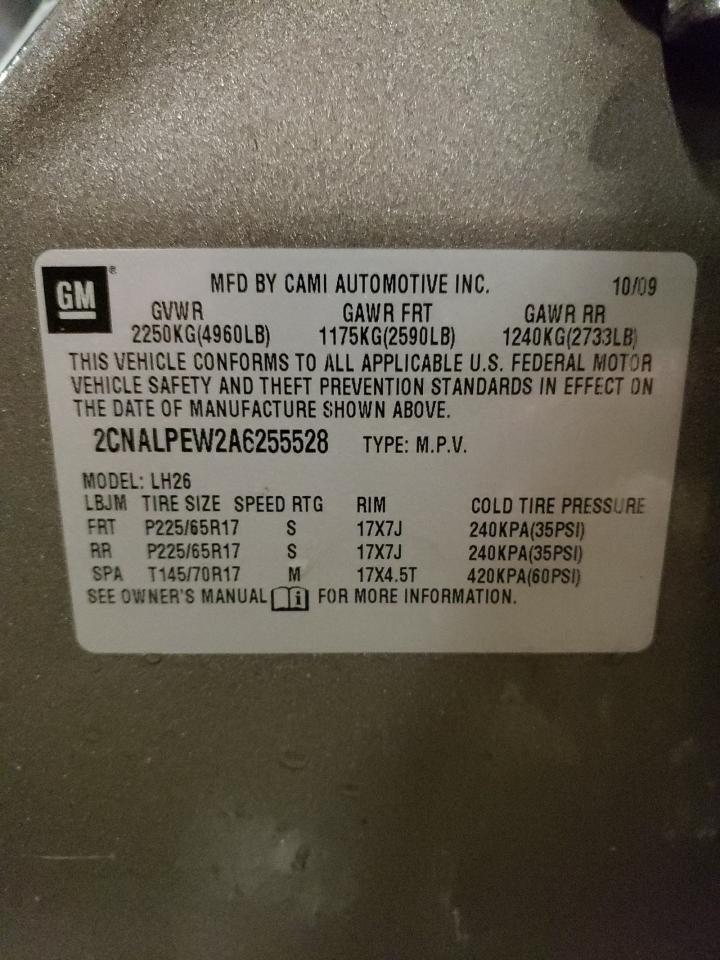 GM®
MFD BY CAMI AUTOMOTIVE INC. 10/09
GVWR GAWR FRT GAWR RR
2250KG(4960LB) 1175KG(2590LB) 1240KG(2733LB)
THIS VEHICLE CONFORMS TO ALL APPLICABLE U.S. FEDERAL MOTOR
VEHICLE SAFETY AND THEFT PREVENTION STANDARDS IN EFFECT ON
THE DATE OF MANUFACTURE SHOWN ABOVE.
2CNALPEW2A6255528 TYPE: M.P.V.
MODEL: LH26
LBJM TIRE SIZE SPEED RTG RIM COLD TIRE PRESSURE
FRT P225/65R17 S 17X7J 240KPA(35PSI)
RR P225/65R17 S 17X7J 240KPA(35PSI)
SPA T145/70R17 M 17X4.5T 420KPA(60PSI)
SEE OWNER'S MANUAL i FOR MORE INFORMATION.